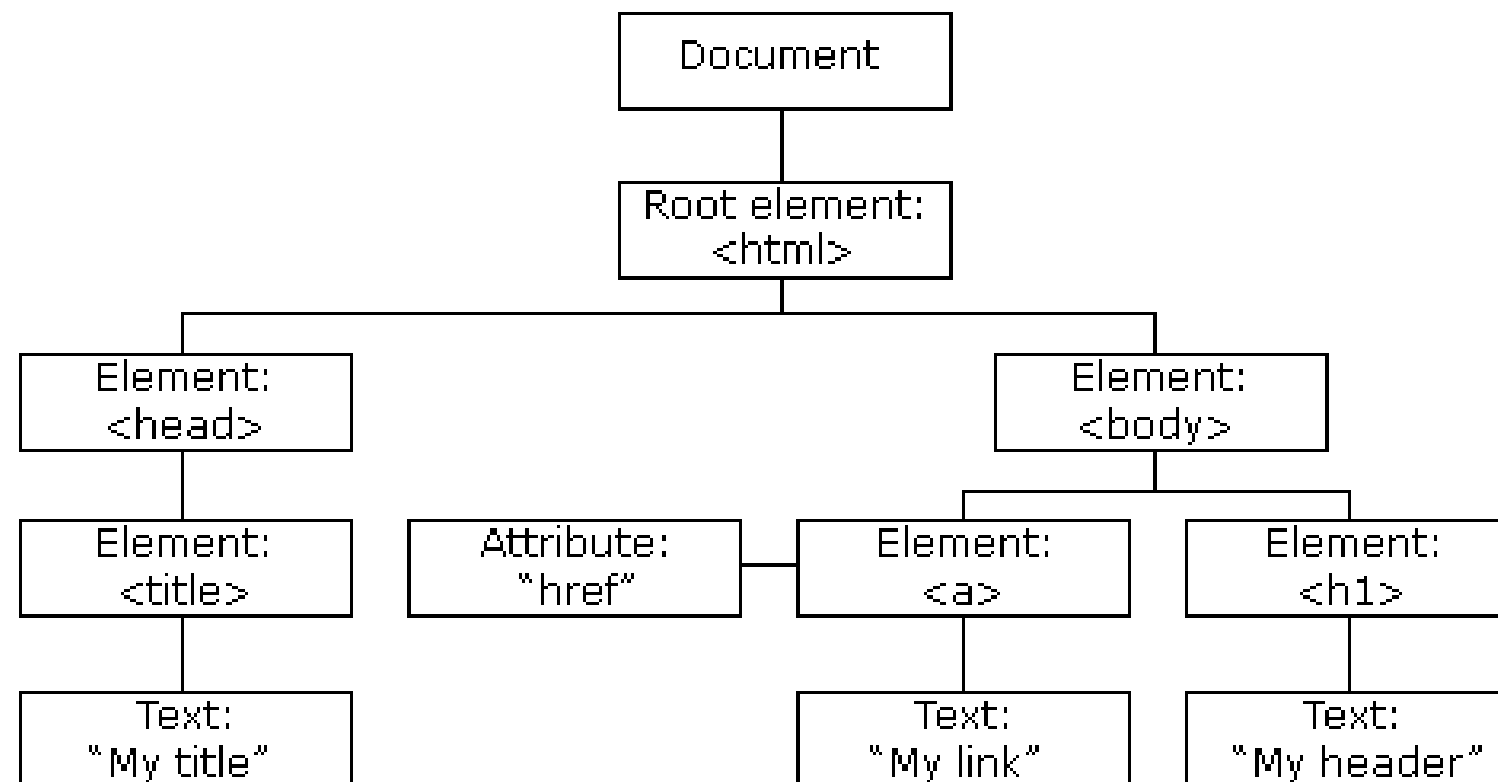 Document
Root element:
<html>
Element:
<head>
Element:
<body>
Element:
<title>
Attribute:
“href”
Element:
<a>
Element:
<h1>
Text:
“My title”
Text:
“My link”
Text:
“My header”